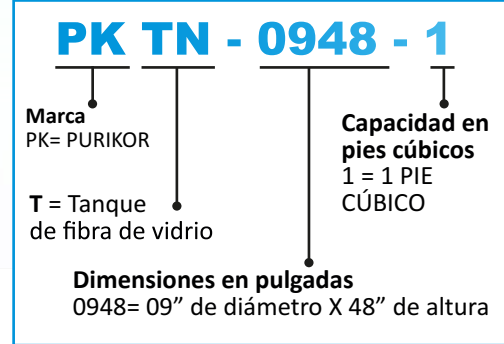 PK TN - 0948 - 1
Marca
PK= PURIKOR
T = Tanque
de fibra de vidrio
Capacidad en
pies cúbicos
1 = 1 PIE
CÚBICO
Dimensiones en pulgadas
0948= 09” de diámetro X 48” de altura